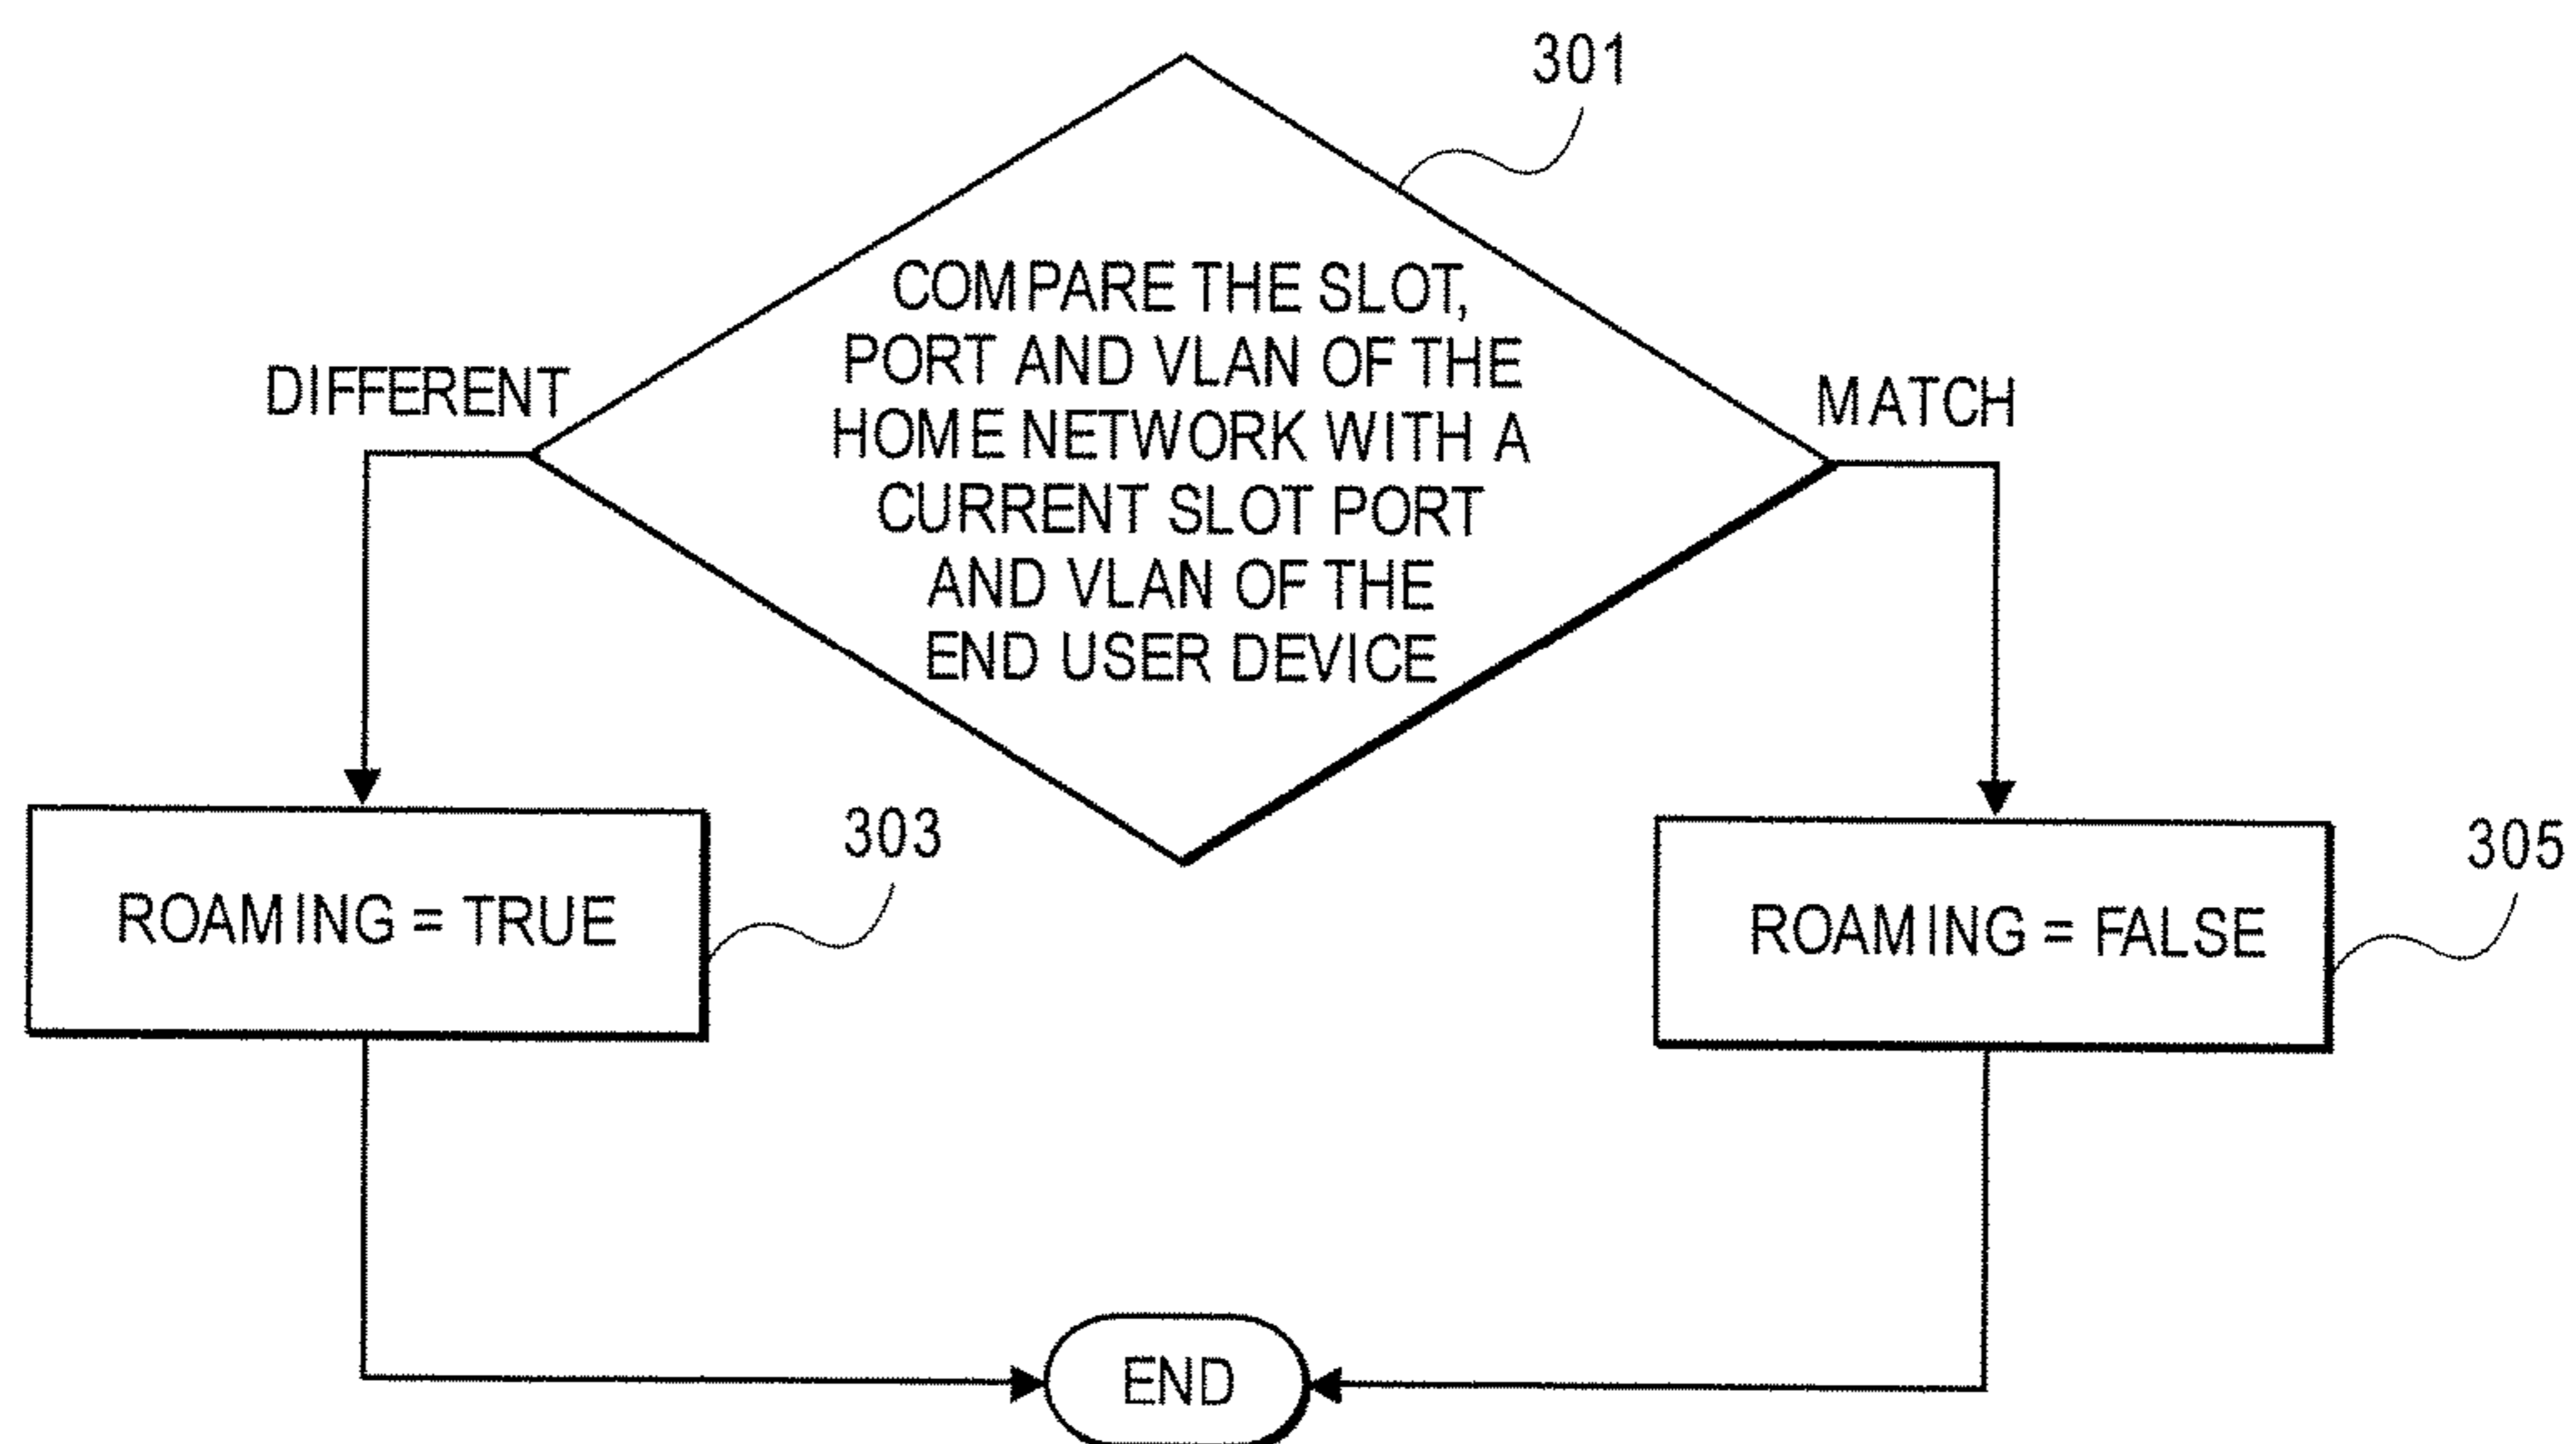 301
COMPARE THE SLOT,
PORT AND VLAN OF THE
HOME NETWORK WITH A
CURRENT SLOT PORT
AND VLAN OF THE
END USER DEVICE
DIFFERENT
MATCH
303
ROAMING = TRUE
305
ROAMING = FALSE
END